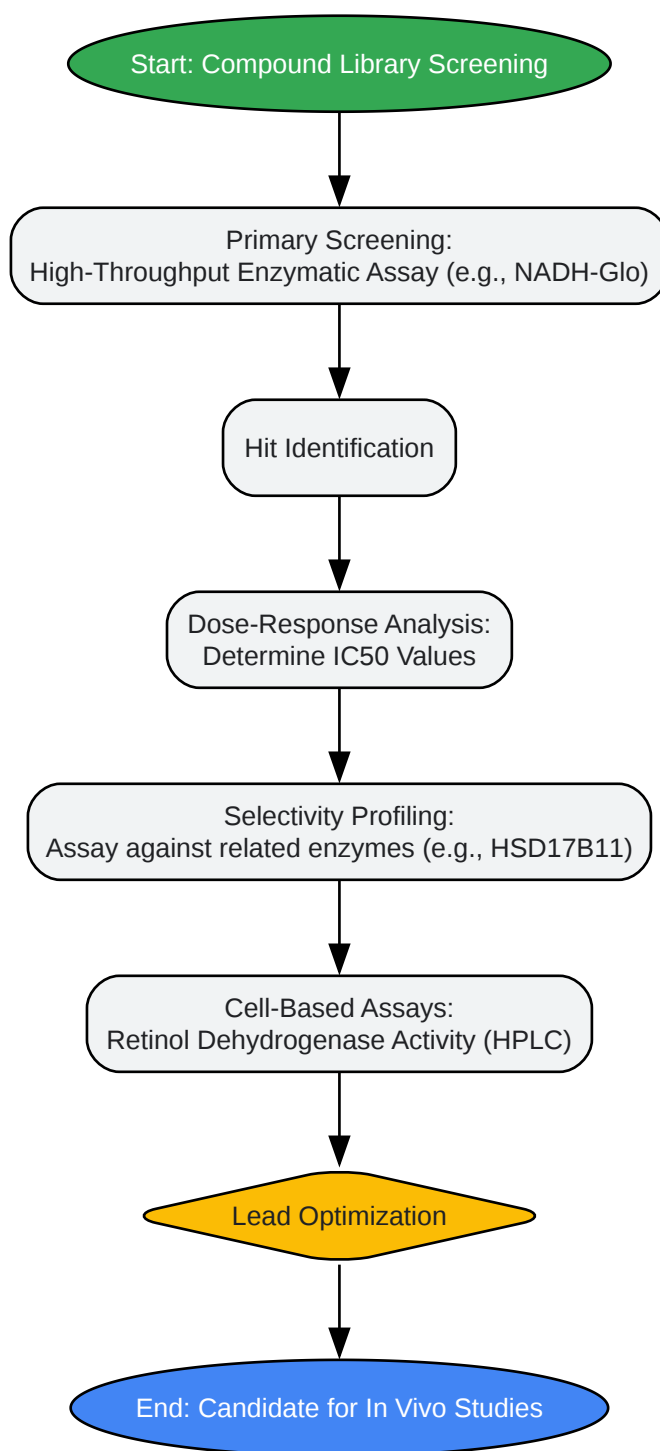 Start: Compound Library Screening
Primary Screening:
High-Throughput Enzymatic Assay (e.g., NADH-Glo)
Hit Identification
Dose-Response Analysis:
Determine IC50 Values
Selectivity Profiling:
Assay against related enzymes (e.g., HSD17B11)
Cell-Based Assays:
Retinol Dehydrogenase Activity (HPLC)
Lead Optimization
End: Candidate for In Vivo Studies